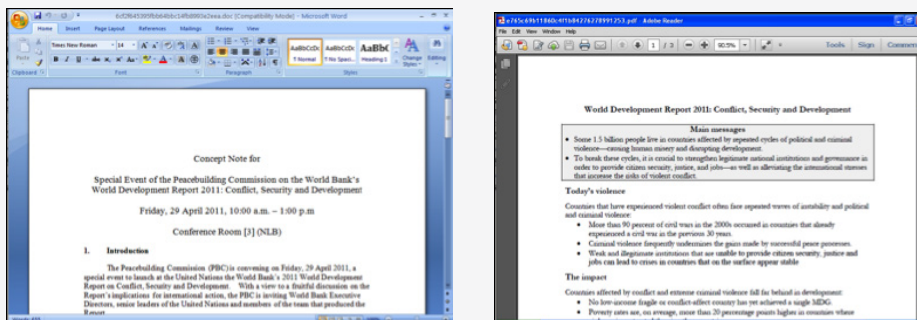 Home Insert Page Layout References Mailings Review View
Times New Roman 14
AaBbCcDc AaBbCcDc AaBbC
¶ Normal ¶ No Spaci... Heading 1 Change Styles Editing
Clipboard Font Paragraph Styles
Concept Note for
Special Event of the Peacebuilding Commission on the World Bank's
World Development Report 2011: Conflict, Security and Development
Friday, 29 April 2011, 10:00 a.m. – 1:00 p.m
Conference Room [3] (NLB)
1. Introduction
The Peacebuilding Commission (PBC) is convening on Friday, 29 April 2011, a
special event to launch at the United Nations the World Bank's 2011 World Development
Report on Conflict, Security and Development. With a view to a fruitful discussion on the
Report's implications for international action, the PBC is inviting World Bank Executive
Directors, senior leaders of the United Nations and members of the team that produced the
Report
File Edit View Window Help
1 / 3 Tools Sign Comment
World Development Report 2011: Conflict, Security and Development
Main messages
• Some 1.5 billion people live in countries affected by repeated cycles of political and criminal
violence—causing human misery and disrupting development.
• To break these cycles, it is crucial to strengthen legitimate national institutions and governance in
order to provide citizen security, justice, and jobs—as well as alleviating the international stresses
that increase the risks of violent conflict.
Today's violence
Countries that have experienced violent conflict often face repeated waves of instability and political
and criminal violence:
• More than 90 percent of civil wars in the 2000s occurred in countries that already
experienced a civil war in the previous 30 years.
• Criminal violence frequently undermines the gains made by successful peace processes.
• Weak and illegitimate institutions that are unable to provide citizen security, justice and
jobs can lead to crises in countries that on the surface appear stable
The impact
Countries affected by conflict and extreme criminal violence fall far behind in development:
• No low-income fragile or conflict-affect country has yet achieved a single MDG.
• Poverty rates are, on average, more than 20 percentage points higher in countries where